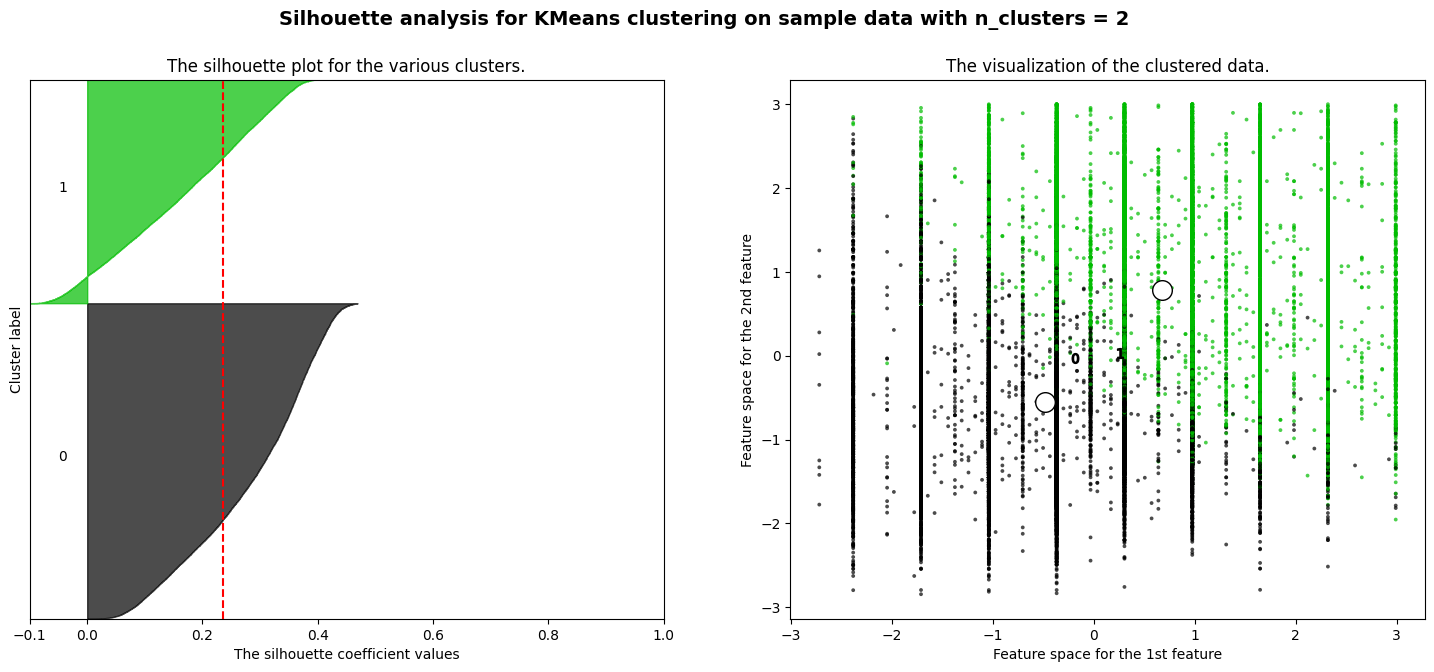 Silhouette analysis for KMeans clustering on sample data with n_clusters = 2
The silhouette plot for the various clusters.
Cluster label
1
0
−0.1 0.0 0.2 0.4 0.6 0.8 1.0
The silhouette coefficient values
The visualization of the clustered data.
Feature space for the 2nd feature
3
2
1
0
−1
−2
−3
0 1
−3 −2 −1 0 1 2 3
Feature space for the 1st feature